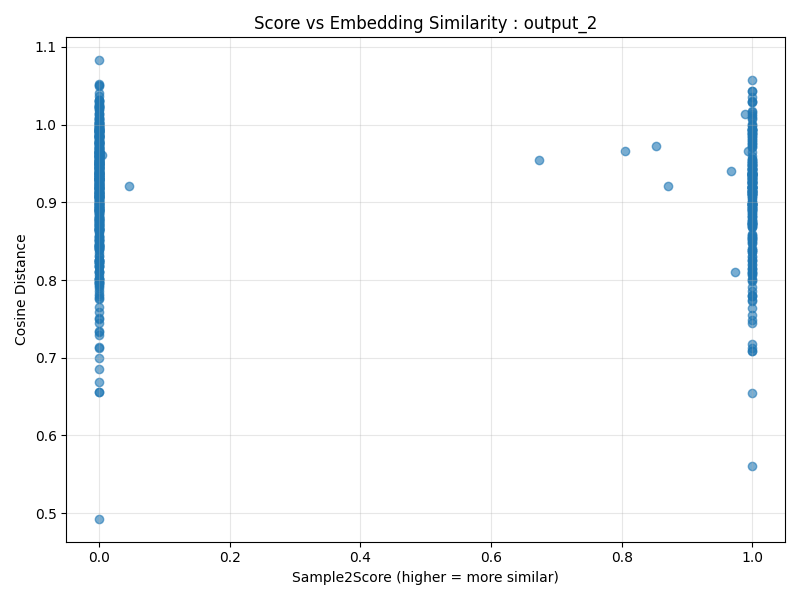 Score vs Embedding Similarity : output_2
1.1
1.0
0.9
0.8
0.7
0.6
0.5
Cosine Distance
0.0 0.2 0.4 0.6 0.8 1.0
Sample2Score (higher = more similar)